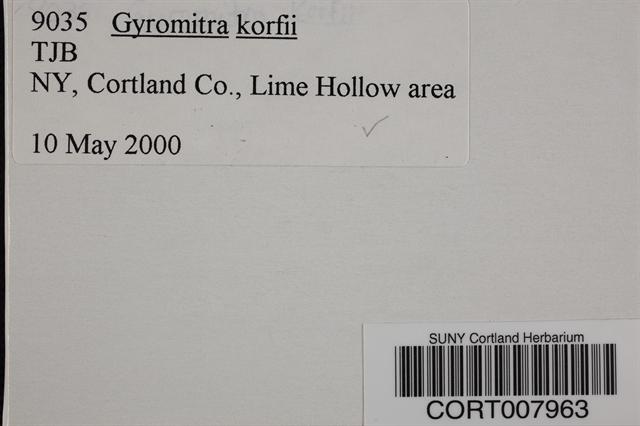 9035 Gyromitra korfii
TJB
NY, Cortland Co., Lime Hollow area
10 May 2000
SUNY Cortland Herbarium
CORT007963